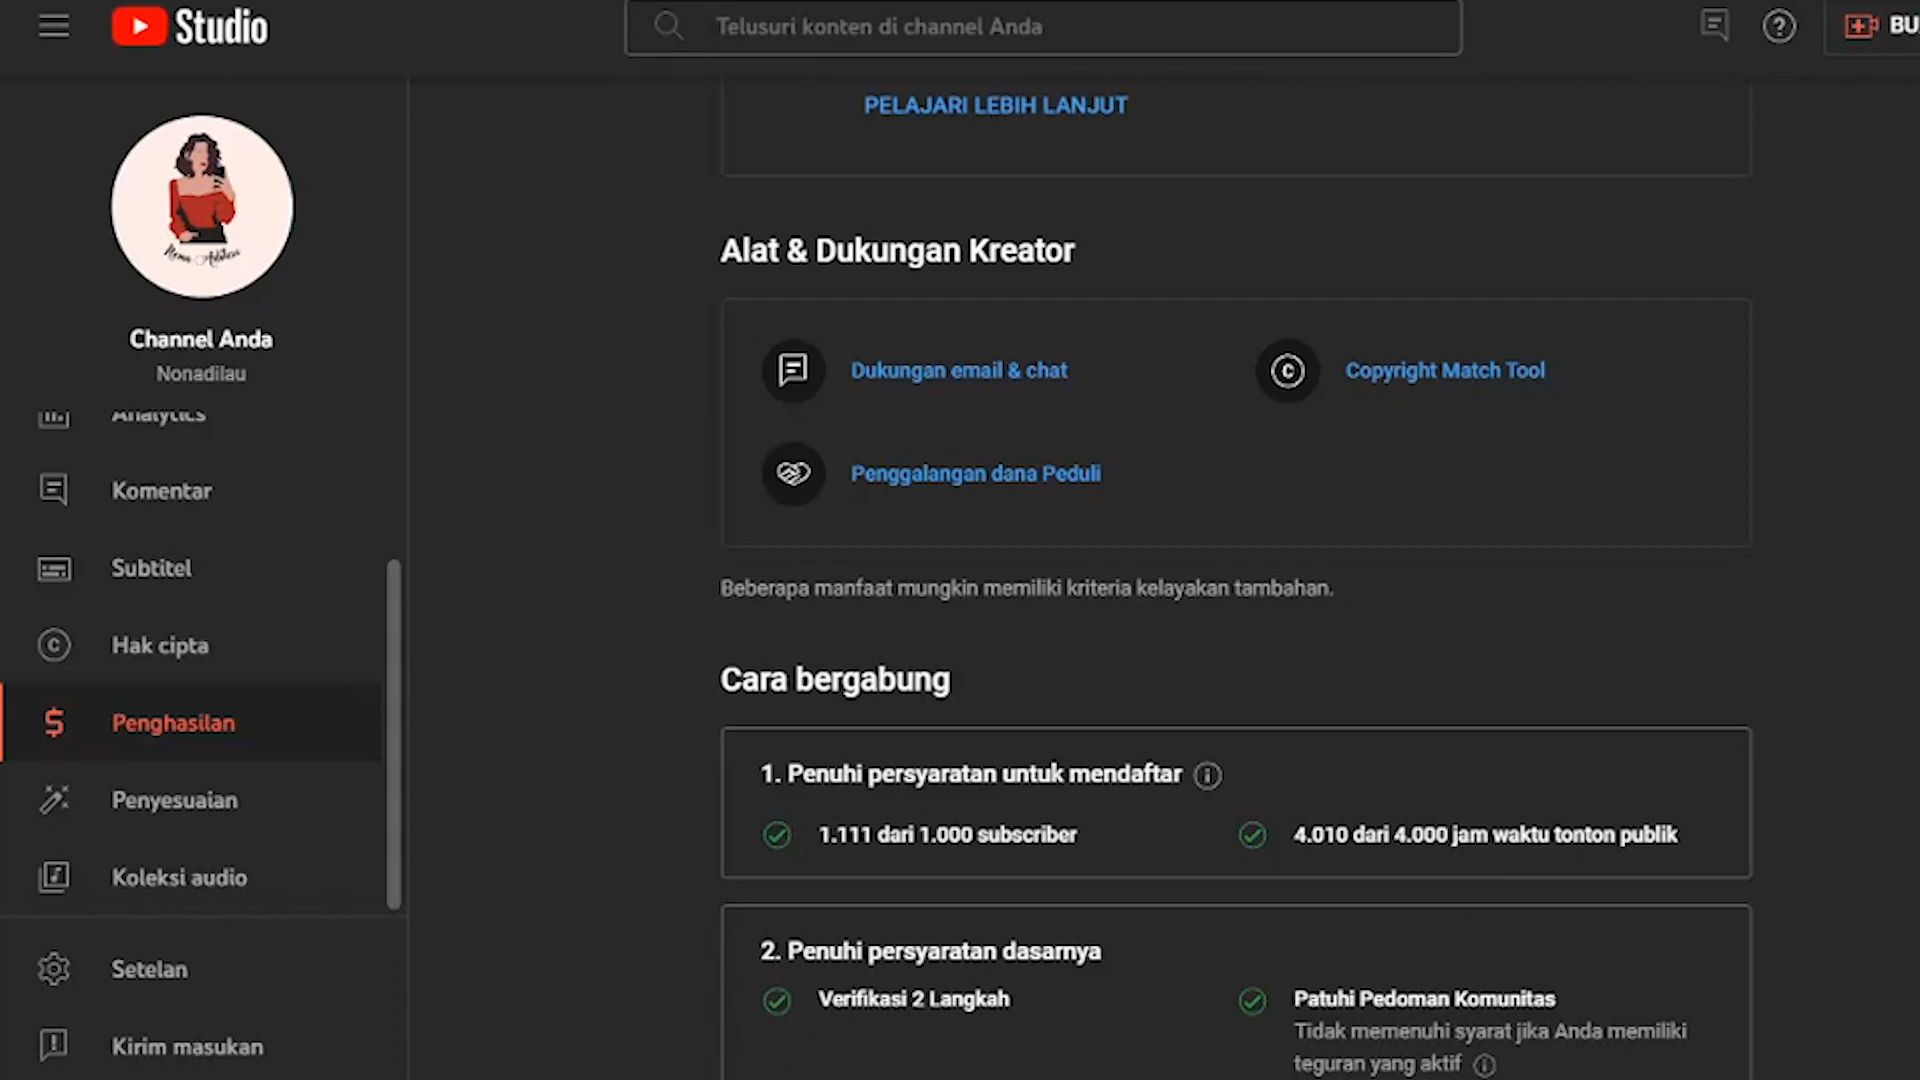 Studio
Telusuri konten di channel Anda
BU
PELAJARI LEBIH LANJUT
Channel Anda
Nonadilau
Analytics
Komentar
Subtitel
Hak cipta
Penghasilan
Penyesuaian
Koleksi audio
Setelan
Kirim masukan
Alat & Dukungan Kreator
Dukungan email & chat
Copyright Match Tool
Penggalangan dana Peduli
Beberapa manfaat mungkin memiliki kriteria kelayakan tambahan.
Cara bergabung
1. Penuhi persyaratan untuk mendaftar
1.111 dari 1.000 subscriber
4.010 dari 4.000 jam waktu tonton publik
2. Penuhi persyaratan dasarnya
Verifikasi 2 Langkah
Patuhi Pedoman Komunitas
Tidak memenuhi syarat jika Anda memiliki
teguran yang aktif